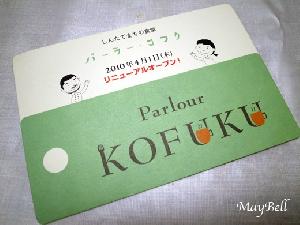 しんたてまちの食堂
パーラー・コフク
2010年4月1日(木)
リニューアルオープン!
Parlour
KOFUKU
MayBell